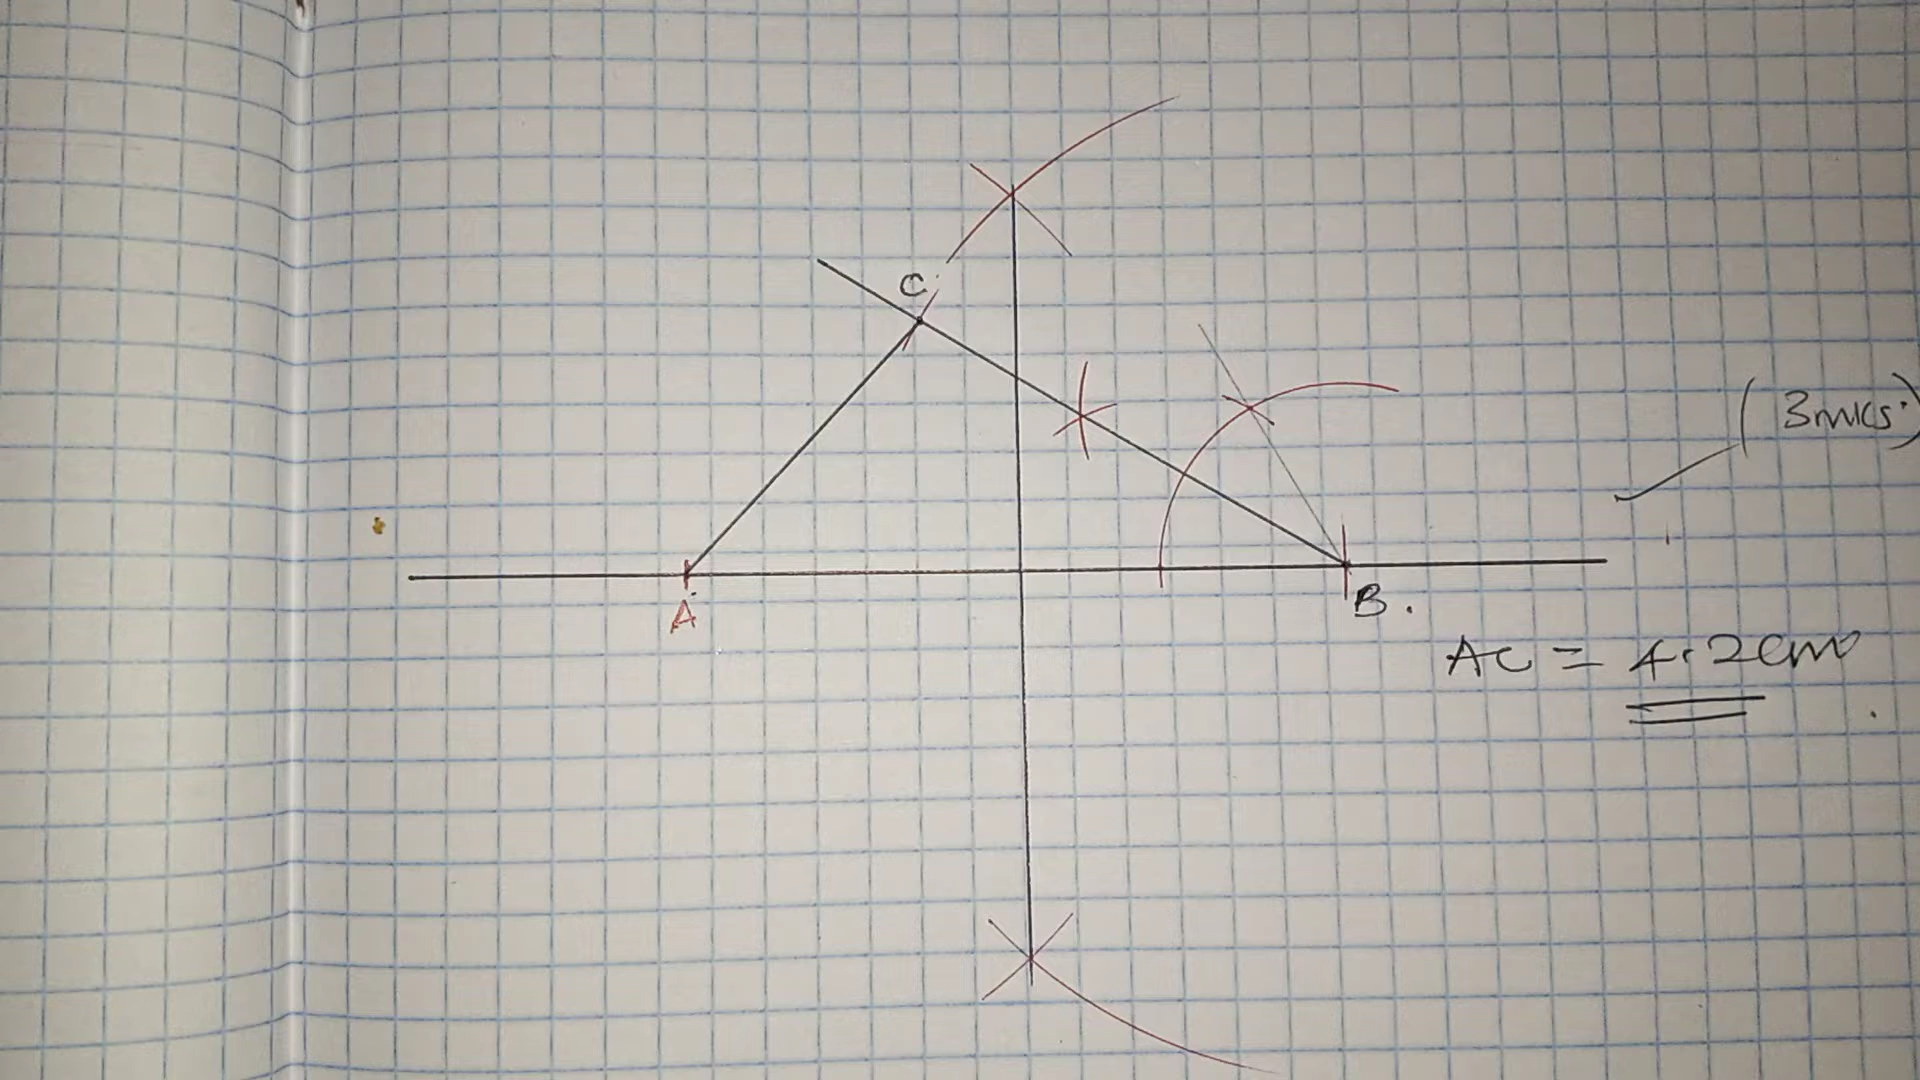 C
(3mks)
A
B.
AC = 4.2cm